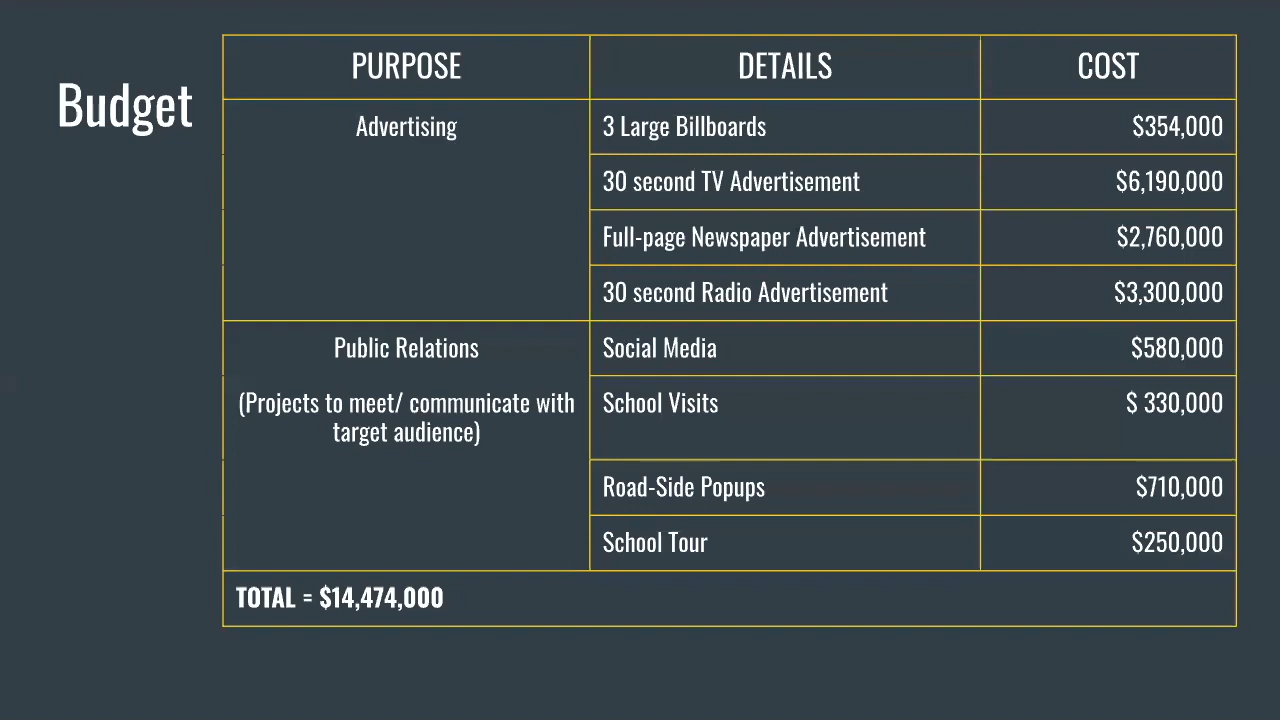 Budget
PURPOSE DETAILS COST
Advertising 3 Large Billboards $354,000
30 second TV Advertisement $6,190,000
Full-page Newspaper Advertisement $2,760,000
30 second Radio Advertisement $3,300,000
Public Relations Social Media $580,000
(Projects to meet/ communicate with School Visits $ 330,000
target audience)
Road-Side Popups $710,000
School Tour $250,000
TOTAL = $14,474,000